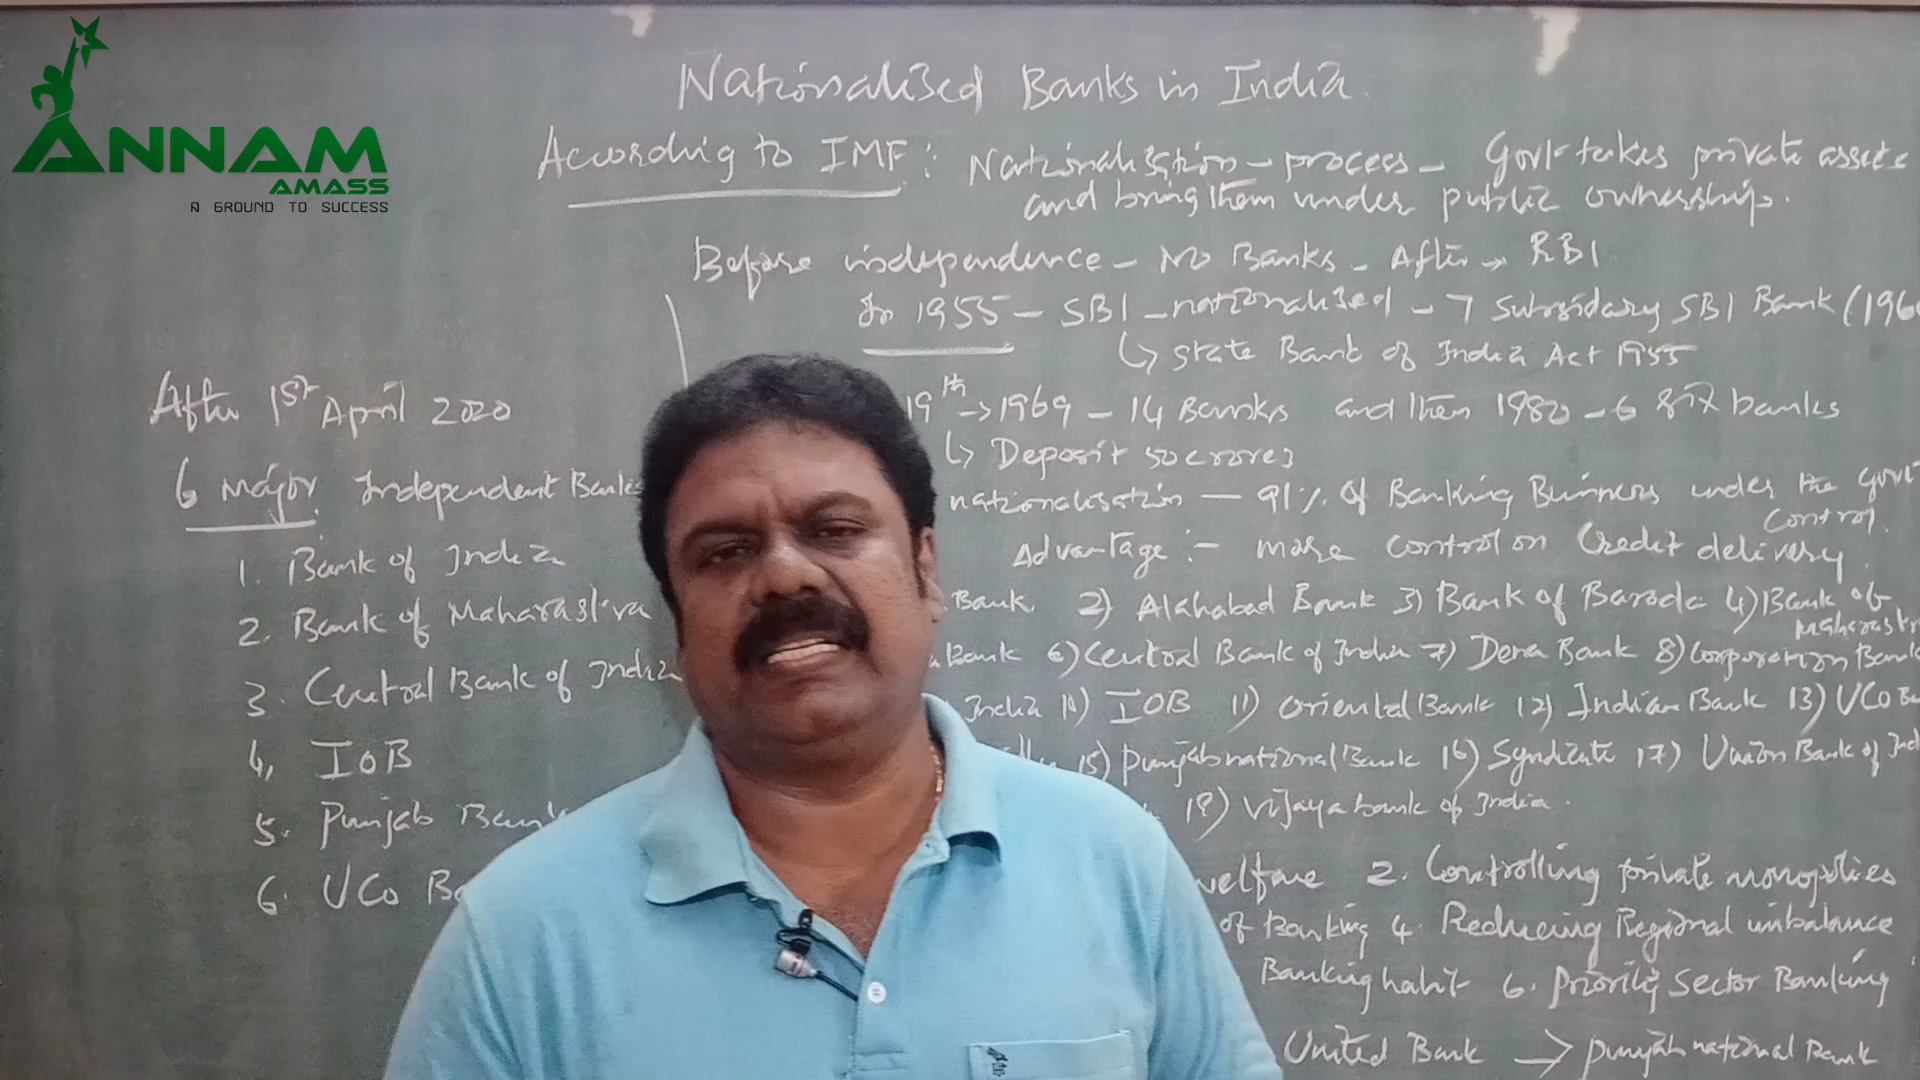 ANNAM
AMASS
A GROUND TO SUCCESS
Nationalised Banks in India
According to IMF : Nationalisation - process - Govt takes private assets
and bring them under public ownership.
Before independence - No Banks - After → RBI
In 1955 - SBI - nationalised - 7 Subsidary SBI Bank (196
↳ State Bank of India Act 1955
19th → 1969 - 14 Banks and then 1980 - 6 six banks
↳ Deposit 50 crores
nationalisation - 91% of Banking Business under the Govt
control.
Advantage :- more control on Credit delivery.
Bank 2) Alahabad Bank 3) Bank of Baroda 4) Bank of
Maharastr
Bank 6) Central Bank of India 7) Dena Bank 8) Corporation Bank
India 10) IOB 11) Oriental Bank 12) Indian Bank 13) UCo Ba
15) Punjab national Bank 16) Syndicate 17) Union Bank of Ind
19) Vijaya bank of India.
welfare 2. Controlling private monopolies
of Banking 4. Reducing Regional imbalance
Banking habit 6. Priority Sector Banking
United Bank → Punjab national Bank
After 1st April 2020
6 Major Independent Banks
1. Bank of India
2. Bank of Maharastra
3. Central Bank of India
4, IOB
5. Punjab Bank
6. UCo Ba